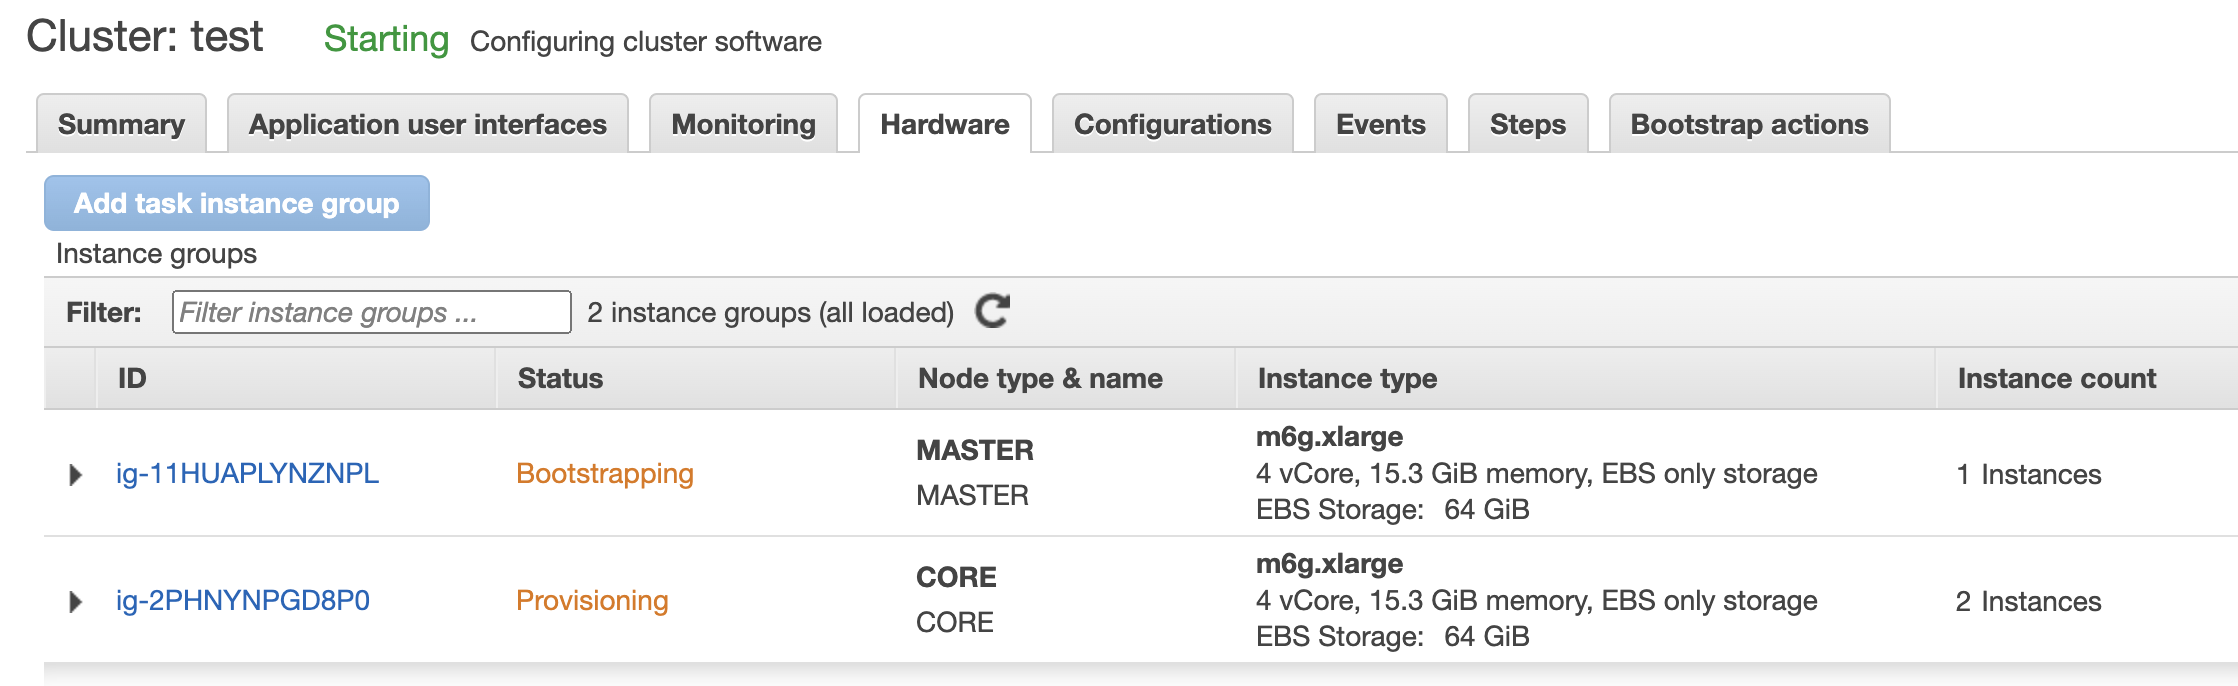 Cluster: test Starting Configuring cluster software
Summary Application user interfaces Monitoring Hardware Configurations Events Steps Bootstrap actions
Add task instance group
Instance groups
Filter: Filter instance groups ... 2 instance groups (all loaded)
ID Status Node type & name Instance type Instance count
ig-11HUAPLYNZNPL Bootstrapping MASTER m6g.xlarge 1 Instances
MASTER 4 vCore, 15.3 GiB memory, EBS only storage
EBS Storage: 64 GiB
ig-2PHNYNPGD8P0 Provisioning CORE m6g.xlarge 2 Instances
CORE 4 vCore, 15.3 GiB memory, EBS only storage
EBS Storage: 64 GiB